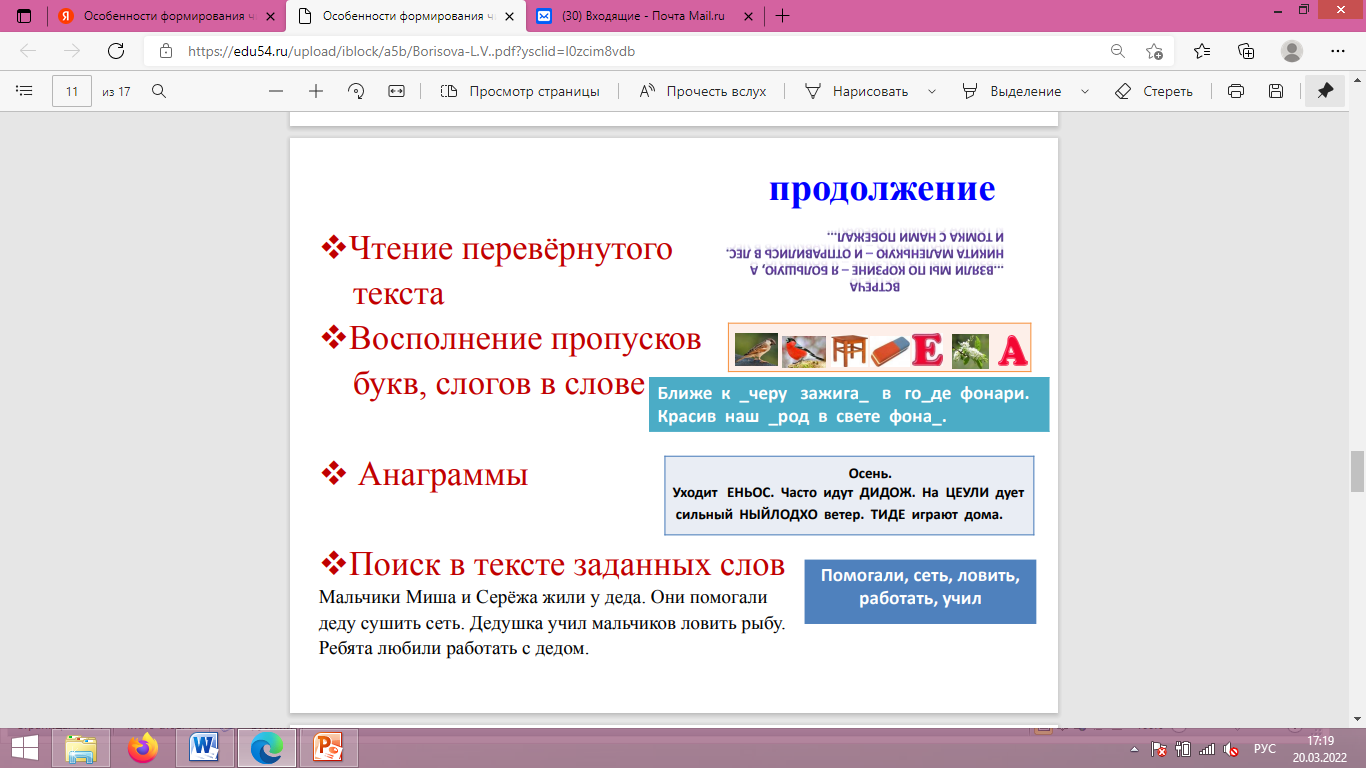 Особенности формирования ч
Особенности формирования ч
(30) Входящие - Почта Mail.ru
https://edu54.ru/upload/iblock/a5b/Borisova-L.V..pdf?ysclid=l0zcim8vdb
11 из 17
Просмотр страницы
Прочесть вслух
Нарисовать
Выделение
Стереть
продолжение
Чтение перевёрнутого
текста
ВСТРЕЧА
...ВЗЯЛИ МЫ ПО КОРЗИНЕ – Я БОЛЬШУЮ, А
НИКИТА МАЛЕНЬКУЮ – И ОТПРАВИЛИСЬ В ЛЕС.
И ТОМКА С НАМИ ПОБЕЖАЛ...
Восполнение пропусков
букв, слогов в слове
Е А
Ближе к _черу зажига_ в го_де фонари.
Красив наш _род в свете фона_.
Анаграммы
Осень.
Уходит ЕНЬОС. Часто идут ДИДОЖ. На ЦЕУЛИ дует
сильный НЫЙЛОДХО ветер. ТИДЕ играют дома.
Поиск в тексте заданных слов
Помогали, сеть, ловить,
работать, учил
Мальчики Миша и Серёжа жили у деда. Они помогали
деду сушить сеть. Дедушка учил мальчиков ловить рыбу.
Ребята любили работать с дедом.
РУС
17:19
20.03.2022